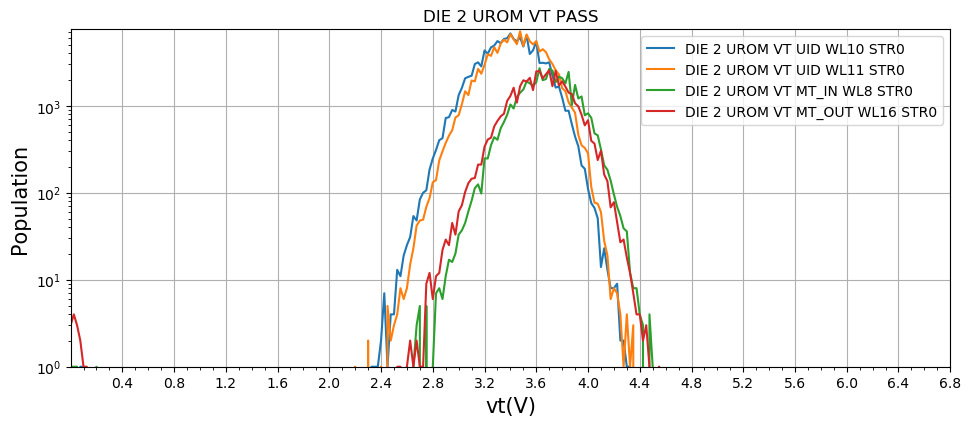 DIE 2 UROM VT PASS
DIE 2 UROM VT UID WL10 STR0
DIE 2 UROM VT UID WL11 STR0
DIE 2 UROM VT MT_IN WL8 STR0
DIE 2 UROM VT MT_OUT WL16 STR0
Population
10³
10²
10¹
10⁰
0.4 0.8 1.2 1.6 2.0 2.4 2.8 3.2 3.6 4.0 4.4 4.8 5.2 5.6 6.0 6.4 6.8
vt(V)